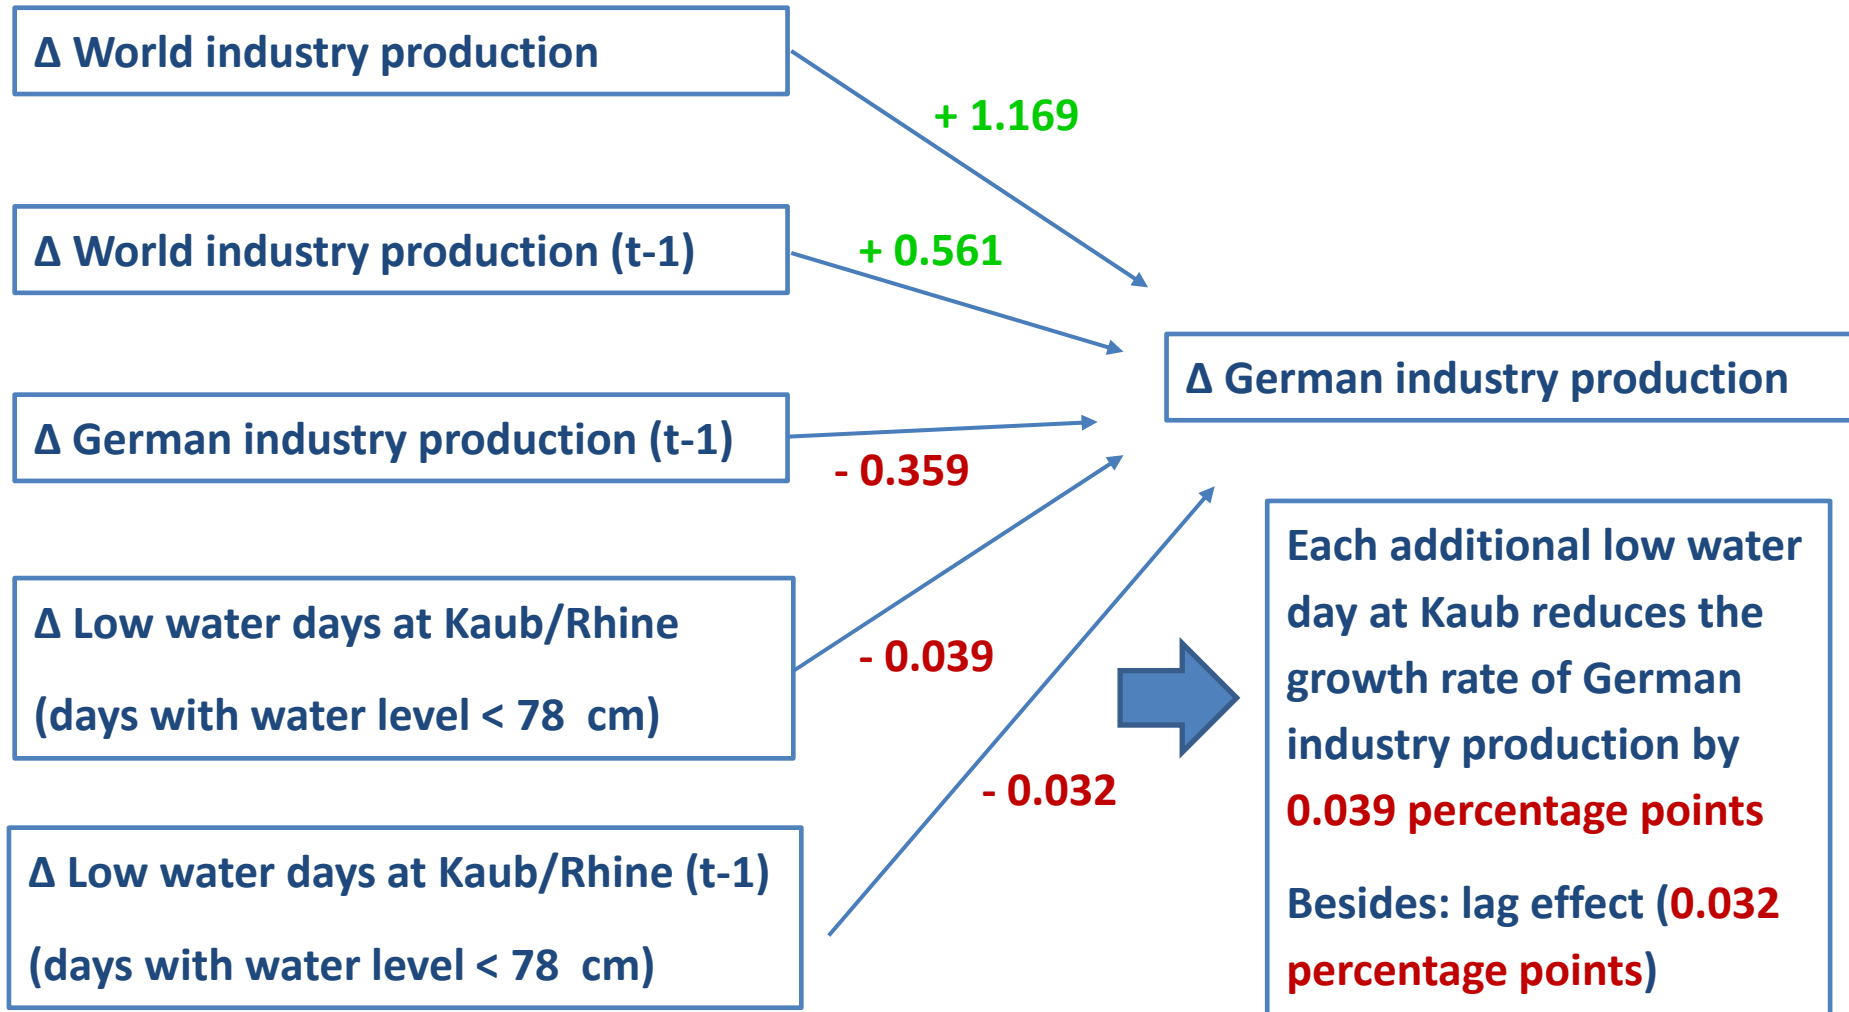 Δ World industry production
+ 1.169
Δ World industry production (t-1)
+ 0.561
Δ German industry production
Δ German industry production (t-1)
- 0.359
Δ Low water days at Kaub/Rhine
(days with water level < 78 cm)
- 0.039
Δ Low water days at Kaub/Rhine (t-1)
(days with water level < 78 cm)
- 0.032
Each additional low water
day at Kaub reduces the
growth rate of German
industry production by
0.039 percentage points
Besides: lag effect (0.032
percentage points)